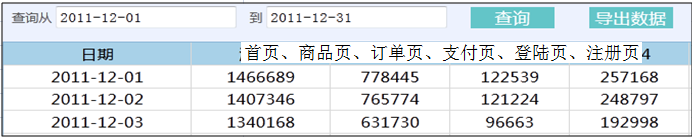 查询从 2011-12-01 到 2011-12-31 查询 导出数据
日期 首页、商品页、订单页、支付页、登陆页、注册页 4
2011-12-01 1466689 778445 122539 257168
2011-12-02 1407346 765774 121224 248797
2011-12-03 1340168 631730 96663 192998